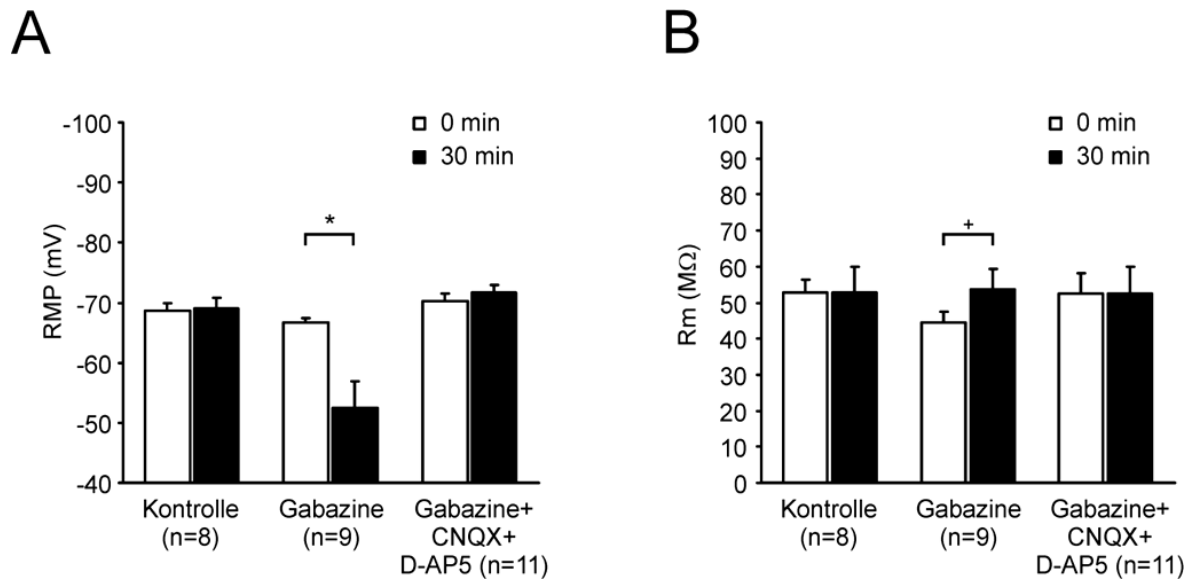 A
RMP (mV)
-100
-90
-80
-70
-60
-50
-40
0 min
30 min
*
Kontrolle
(n=8)
Gabazine
(n=9)
Gabazine+
CNQX+
D-AP5 (n=11)
B
Rm (MΩ)
100
90
80
70
60
50
40
30
20
10
0
0 min
30 min
+
Kontrolle
(n=8)
Gabazine
(n=9)
Gabazine+
CNQX+
D-AP5 (n=11)